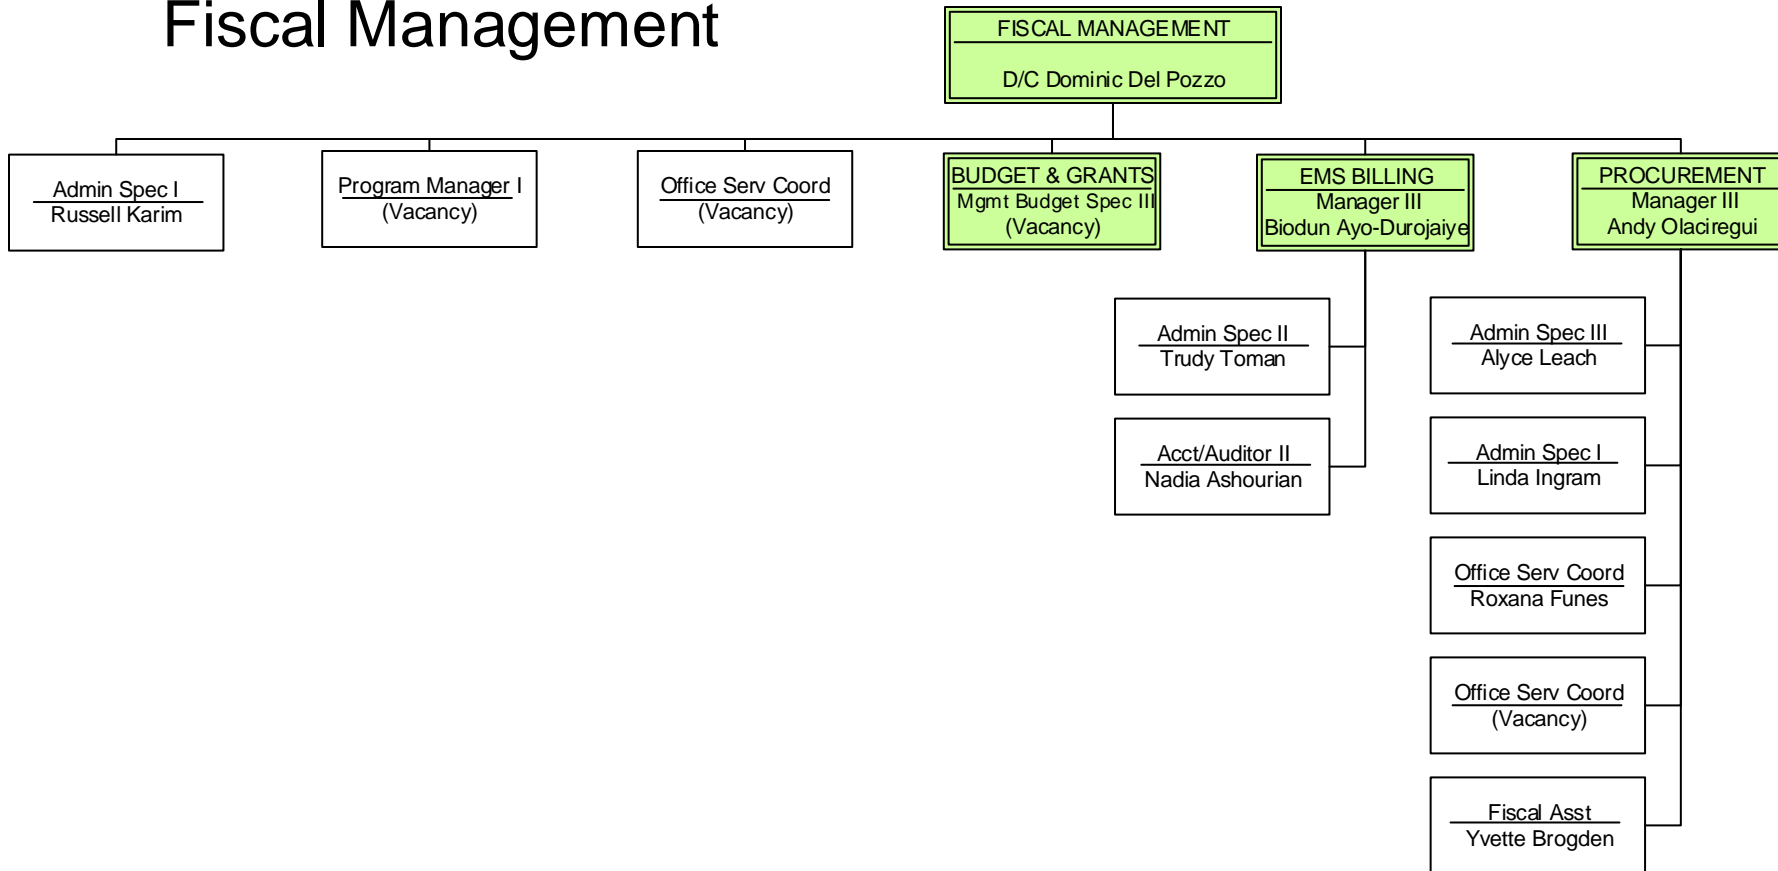 Fiscal Management
FISCAL MANAGEMENT
D/C Dominic Del Pozzo
Admin Spec I
Russell Karim
Program Manager I
(Vacancy)
Office Serv Coord
(Vacancy)
BUDGET & GRANTS
Mgmt Budget Spec III
(Vacancy)
EMS BILLING
Manager III
Biodun Ayo-Durojaiye
PROCUREMENT
Manager III
Andy Olaciregui
Admin Spec II
Trudy Toman
Acct/Auditor II
Nadia Ashourian
Admin Spec III
Alyce Leach
Admin Spec I
Linda Ingram
Office Serv Coord
Roxana Funes
Office Serv Coord
(Vacancy)
Fiscal Asst
Yvette Brogden